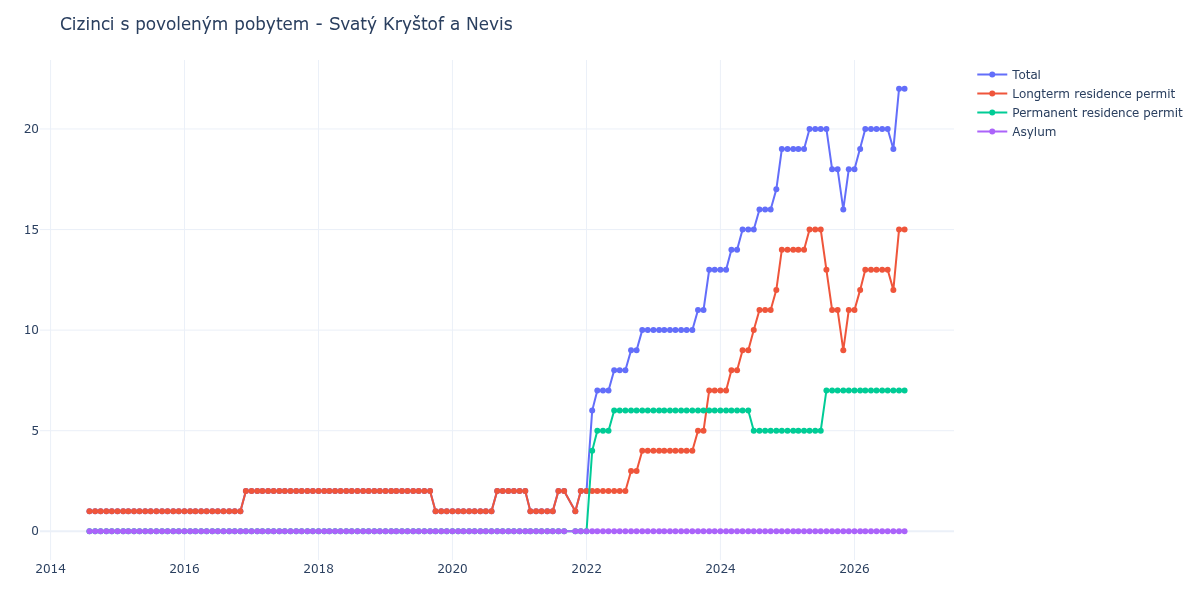 Cizinci s povoleným pobytem - Svatý Kryštof a Nevis
Total
Longterm residence permit
Permanent residence permit
Asylum
20
15
10
5
0
2014 2016 2018 2020 2022 2024 2026